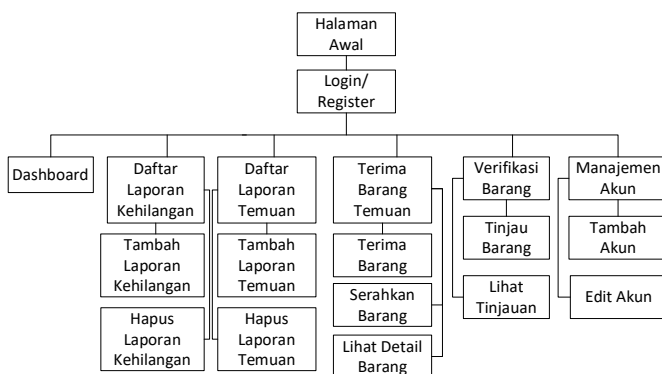 Halaman
Awal
Login/
Register
Dashboard
Daftar
Laporan
Kehilangan
Daftar
Laporan
Temuan
Terima
Barang
Temuan
Verifikasi
Barang
Manajemen
Akun
Tambah
Laporan
Kehilangan
Tambah
Laporan
Temuan
Terima
Barang
Tinjau
Barang
Tambah
Akun
Hapus
Laporan
Kehilangan
Hapus
Laporan
Temuan
Serahkan
Barang
Lihat
Tinjauan
Edit Akun
Lihat Detail
Barang